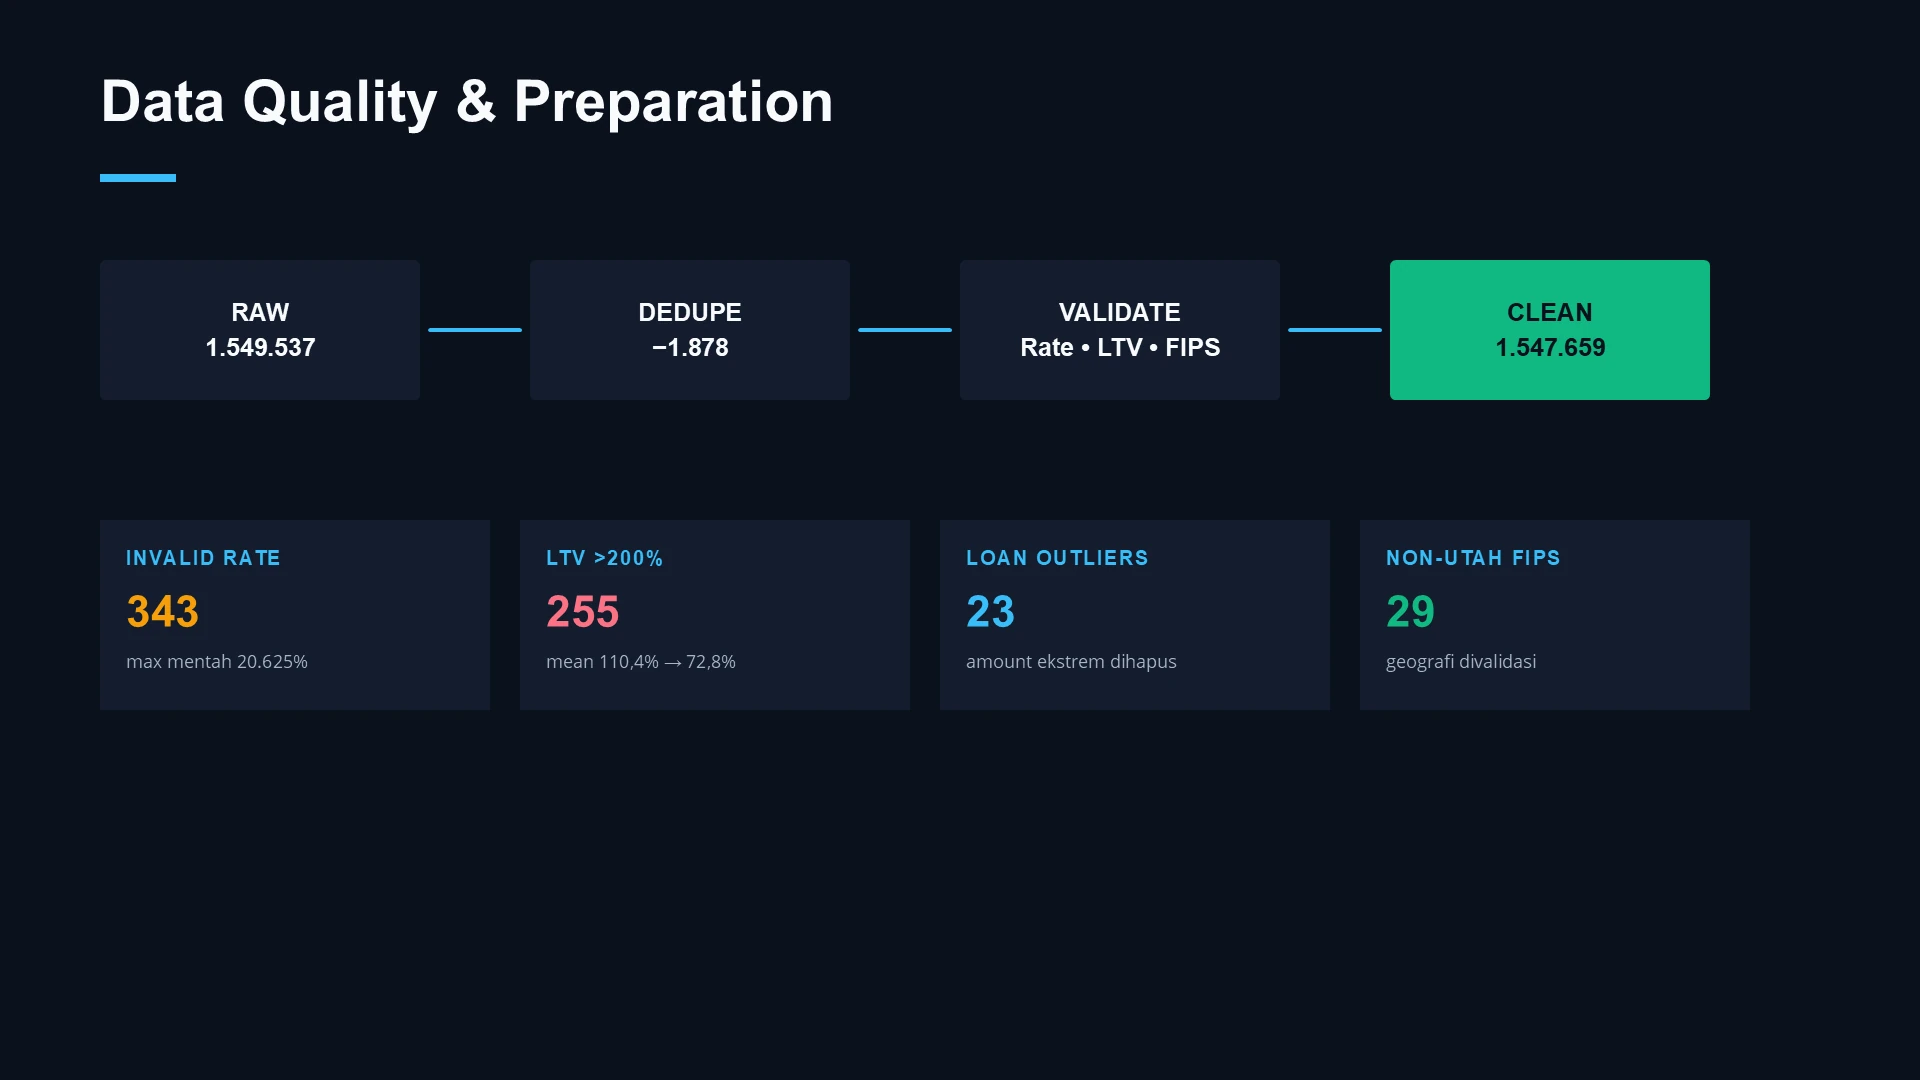 Data Quality & Preparation
RAW
1.549.537
DEDUPE
−1.878
VALIDATE
Rate • LTV • FIPS
CLEAN
1.547.659
INVALID RATE
343
max mentah 20.625%
LTV >200%
255
mean 110,4% → 72,8%
LOAN OUTLIERS
23
amount ekstrem dihapus
NON-UTAH FIPS
29
geografi divalidasi